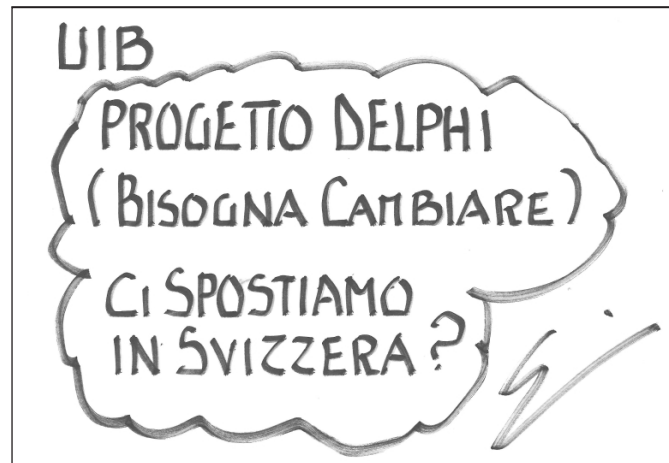 UIB
PROGETTO DELPHI
(BISOGNA CAMBIARE)
CI SPOSTIAMO
IN SVIZZERA?